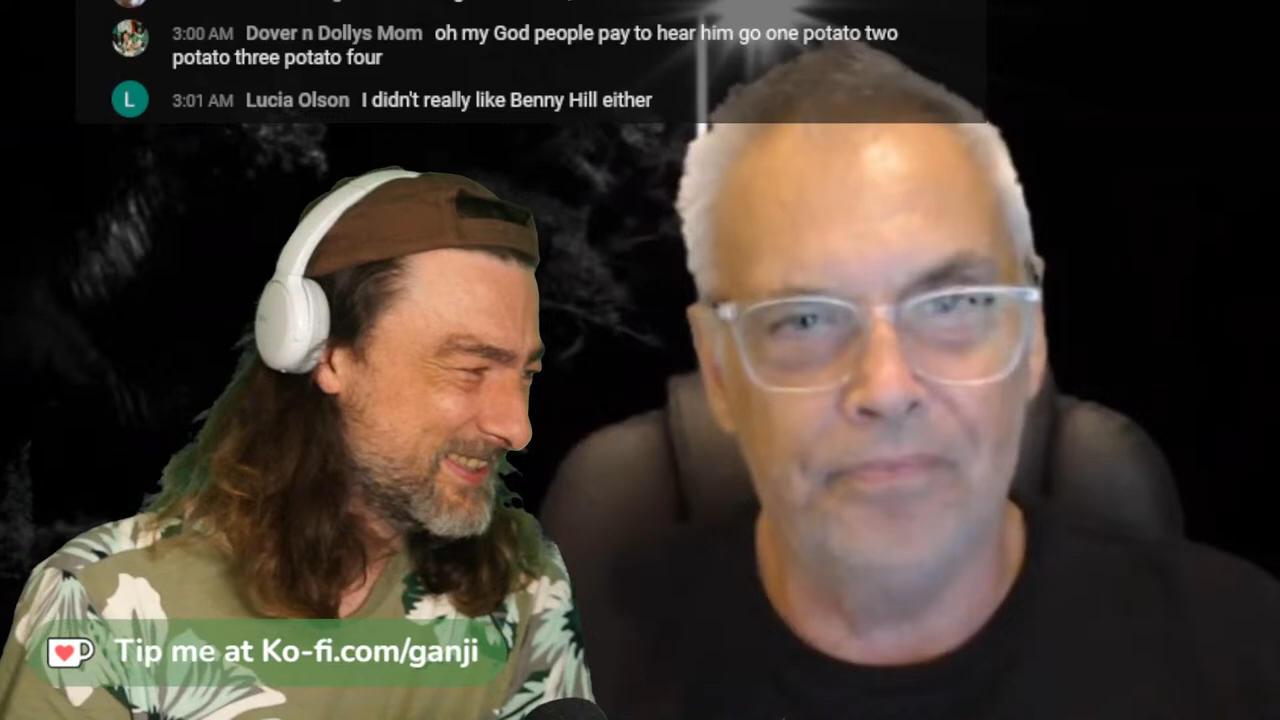 3:00 AM Dover n Dollys Mom oh my God people pay to hear him go one potato two
potato three potato four
L 3:01 AM Lucia Olson I didn't really like Benny Hill either
Tip me at Ko-fi.com/ganji